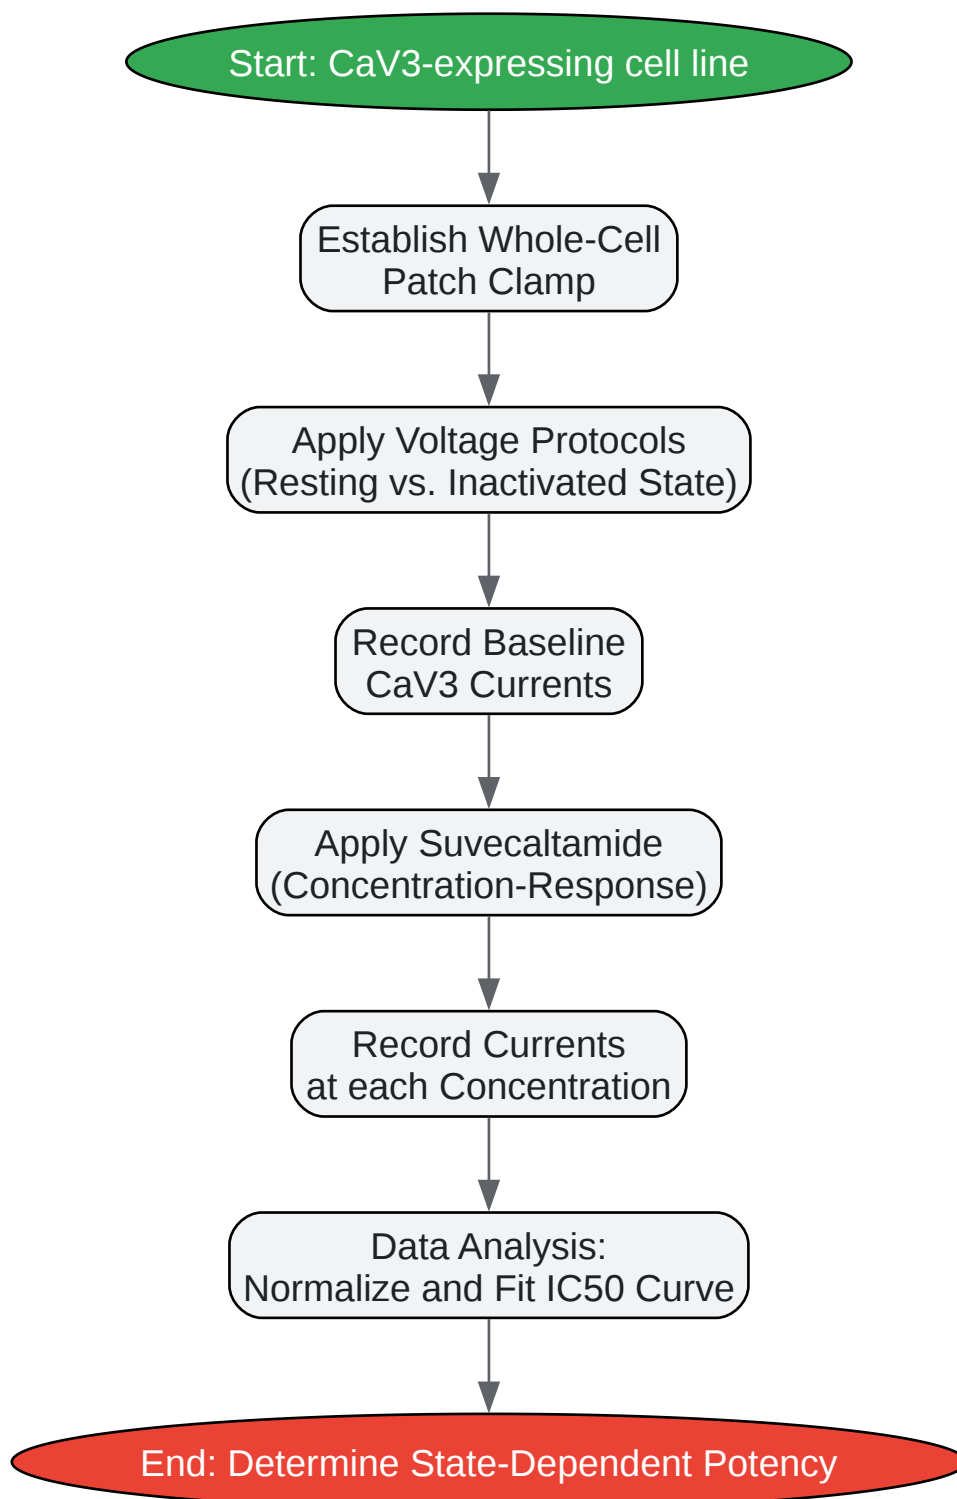 Start: CaV3-expressing cell line
Establish Whole-Cell
Patch Clamp
Apply Voltage Protocols
(Resting vs. Inactivated State)
Record Baseline
CaV3 Currents
Apply Suvecaltamide
(Concentration-Response)
Record Currents
at each Concentration
Data Analysis:
Normalize and Fit IC50 Curve
End: Determine State-Dependent Potency